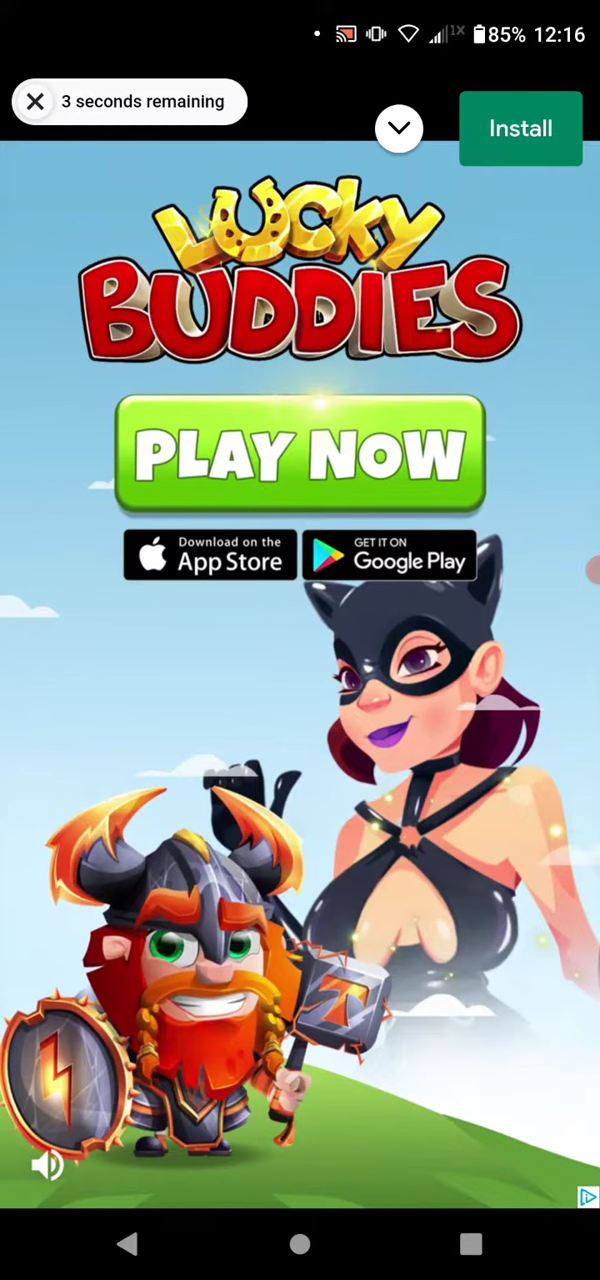 1X 85% 12:16
3 seconds remaining
Install
LUCKY
BUDDIES
PLAY NOW
Download on the
App Store
GET IT ON
Google Play
T